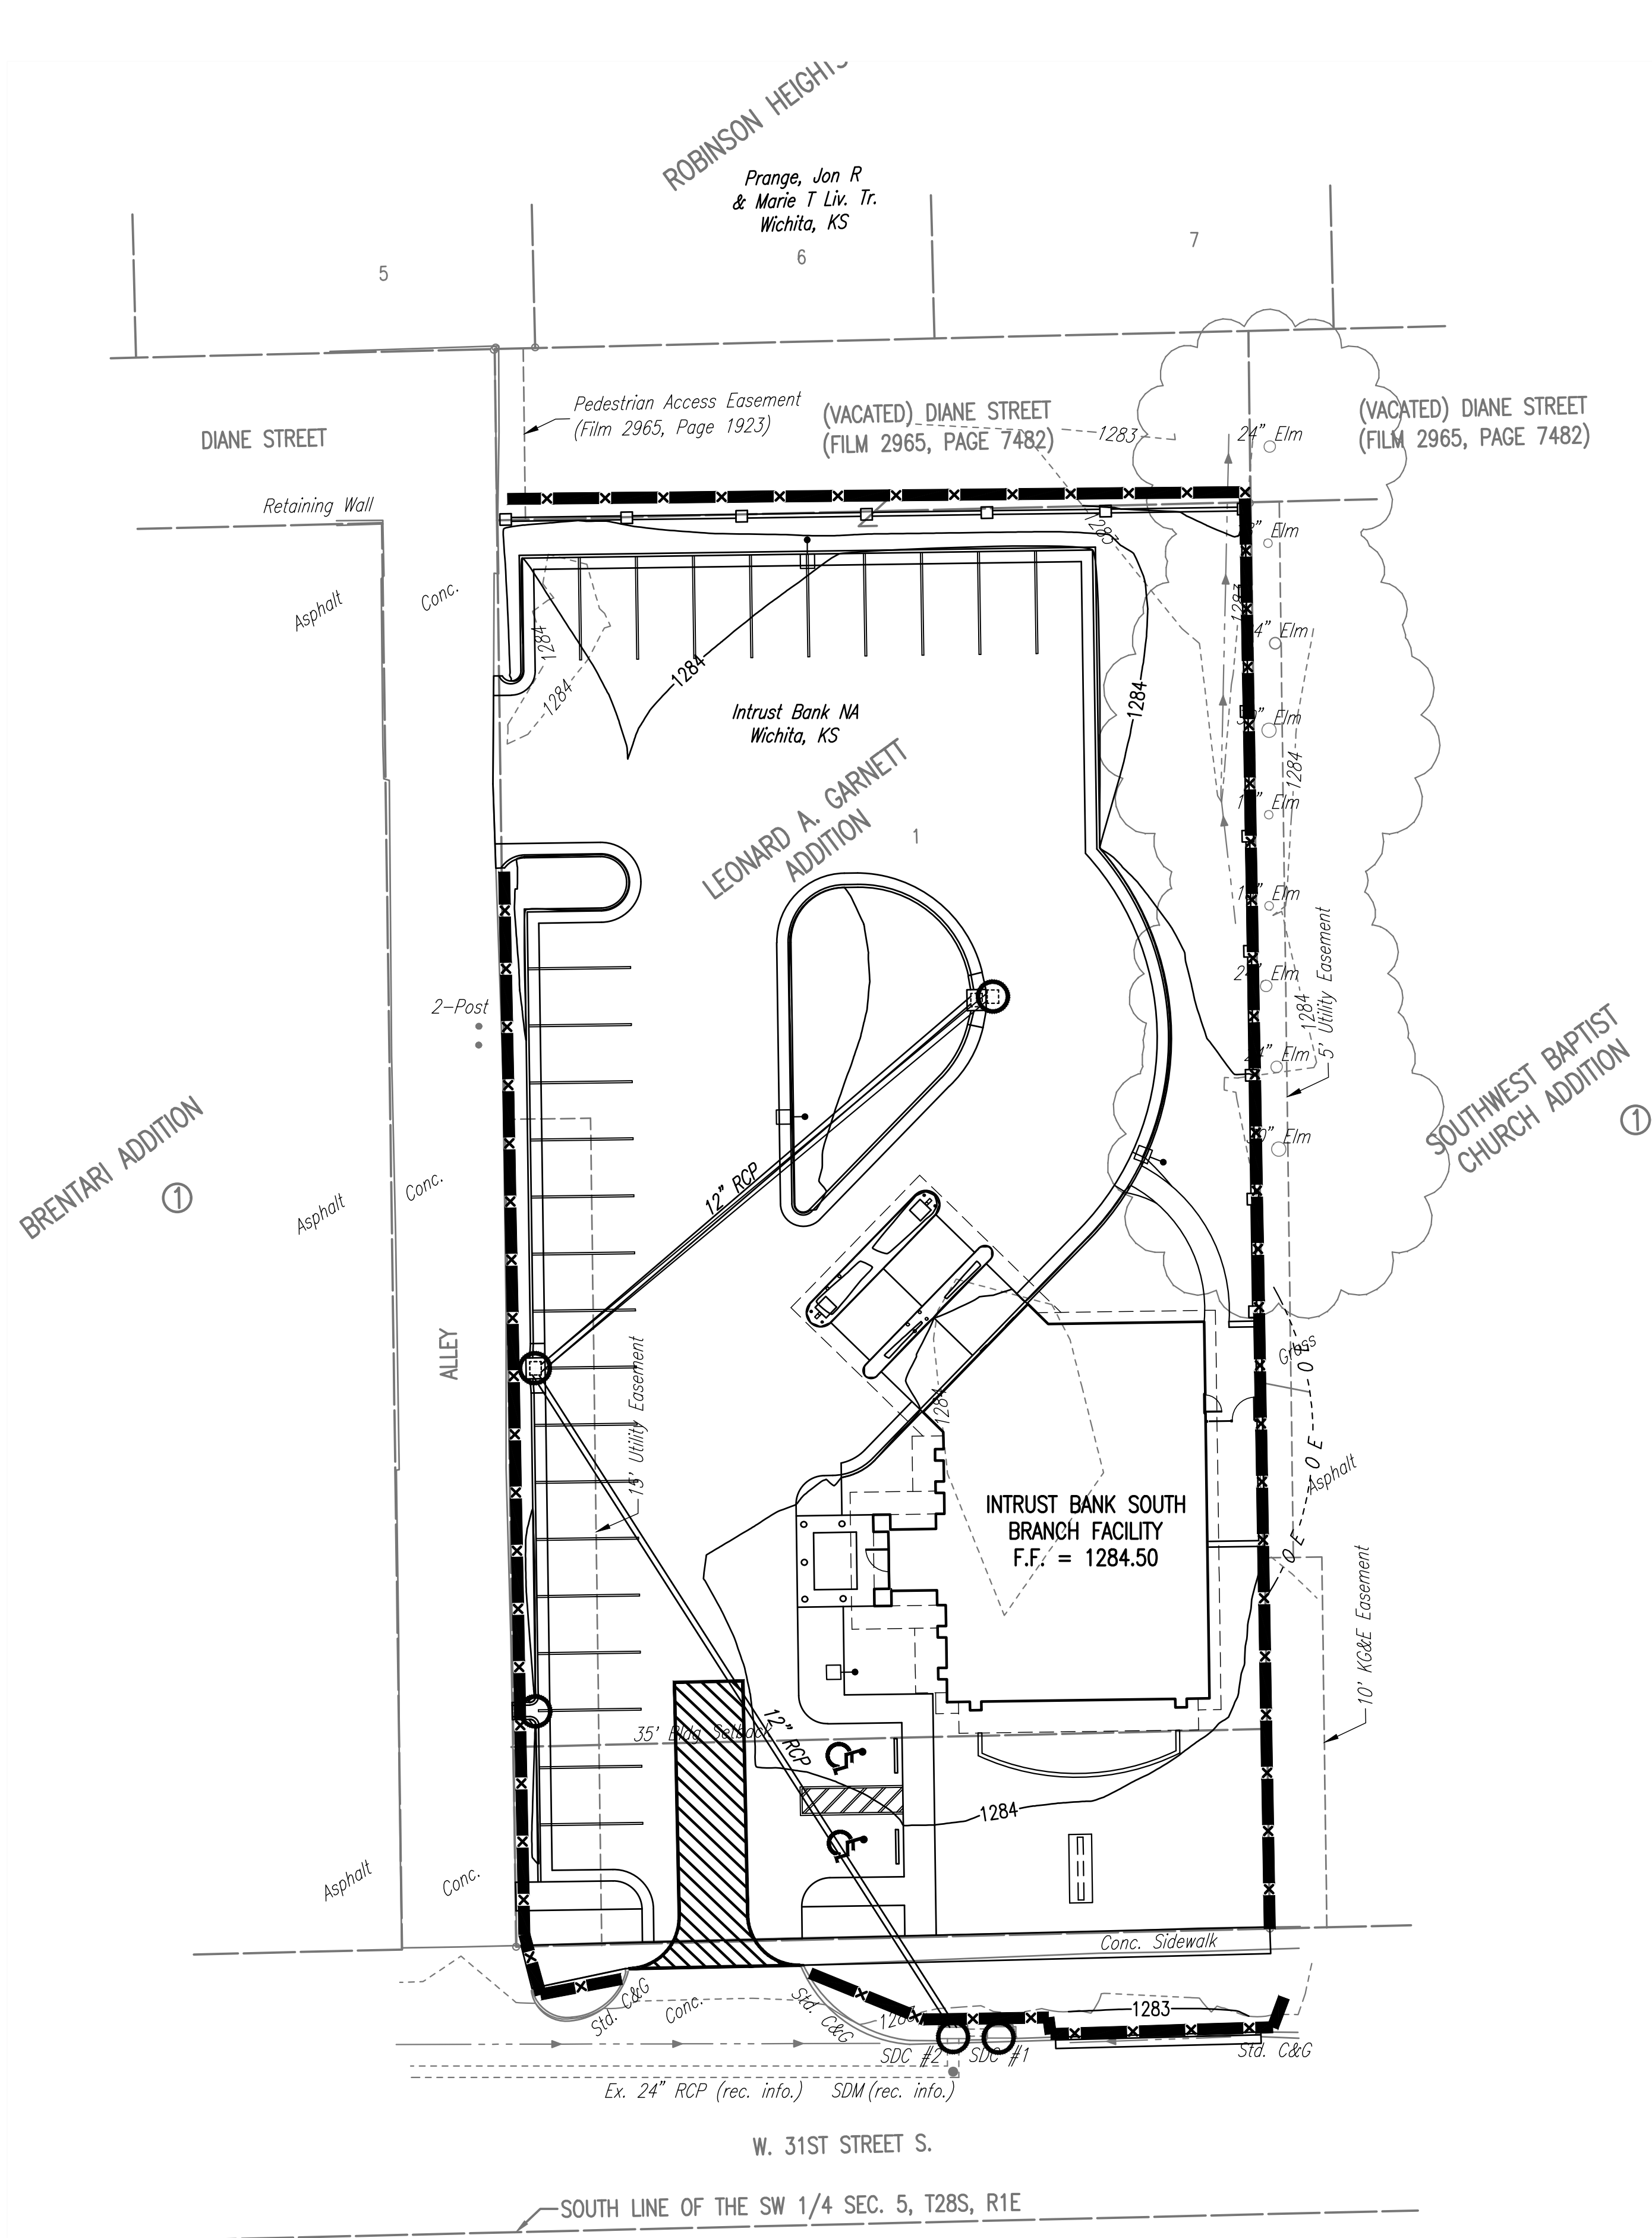 ROBINSON HEIGHTS
Prange, Jon R
& Marie T Liv. Tr.
Wichita, KS
5
6
7
DIANE STREET
Pedestrian Access Easement
(Film 2965, Page 1923)
(VACATED) DIANE STREET
(FILM 2965, PAGE 7482)
1283
24" Elm
(VACATED) DIANE STREET
(FILM 2965, PAGE 7482)
Retaining Wall
2
1283
Elm
Asphalt
Conc.
1284
1283
Elm
1284
1284
1284
Elm
Intrust Bank NA
Wichita, KS
1284
LEONARD A. GARNETT
ADDITION
1
Elm
Elm
5' Utility Easement
2-Post
Elm
1284
Elm
SOUTHWEST BAPTIST
CHURCH ADDITION
1
BRENTARI ADDITION
1
Asphalt
Conc.
12" RCP
Elm
ALLEY
15' Utility Easement
1284
Grass
O E
O E
O E
Asphalt
INTRUST BANK SOUTH
BRANCH FACILITY
F.F. = 1284.50
10' KG&E Easement
35' Bldg Setback
12" RCP
1284
Asphalt
Conc.
Conc. Sidewalk
Std. C&G
Conc.
Std. C&G
1283
SDC #2
SDC #1
Std. C&G
Ex. 24" RCP (rec. info.)
SDM (rec. info.)
W. 31ST STREET S.
SOUTH LINE OF THE SW 1/4 SEC. 5, T28S, R1E